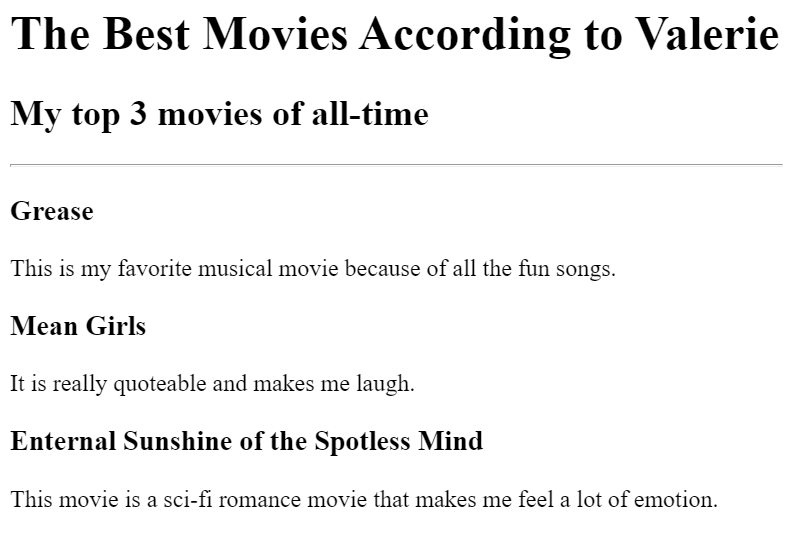 The Best Movies According to Valerie
My top 3 movies of all-time
Grease
This is my favorite musical movie because of all the fun songs.
Mean Girls
It is really quoteable and makes me laugh.
Enternal Sunshine of the Spotless Mind
This movie is a sci-fi romance movie that makes me feel a lot of emotion.